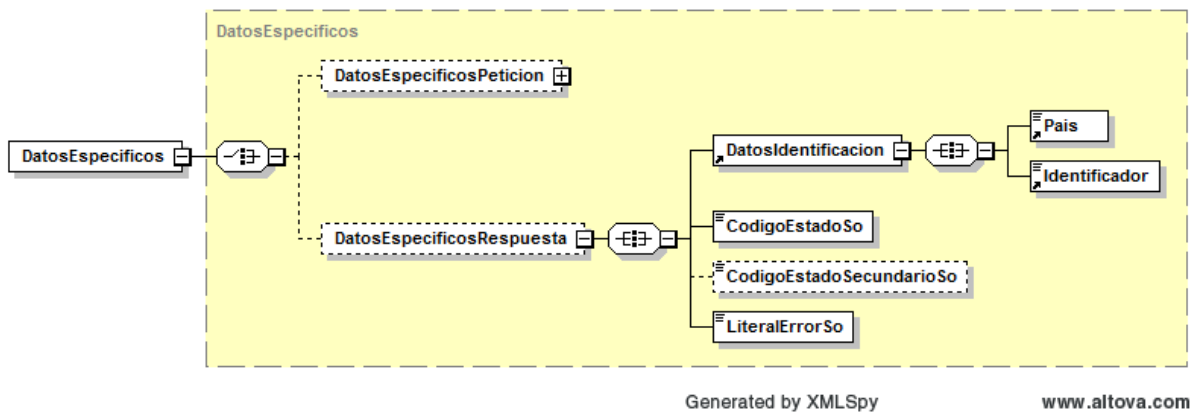 DatosEspecificos
DatosEspecificosPeticion
Pais
DatosEspecificos
DatosIdentificacion
Identificador
CodigoEstadoSo
DatosEspecificosRespuesta
CodigoEstadoSecundarioSo
LiteralErrorSo
Generated by XMLSpy
www.altova.com